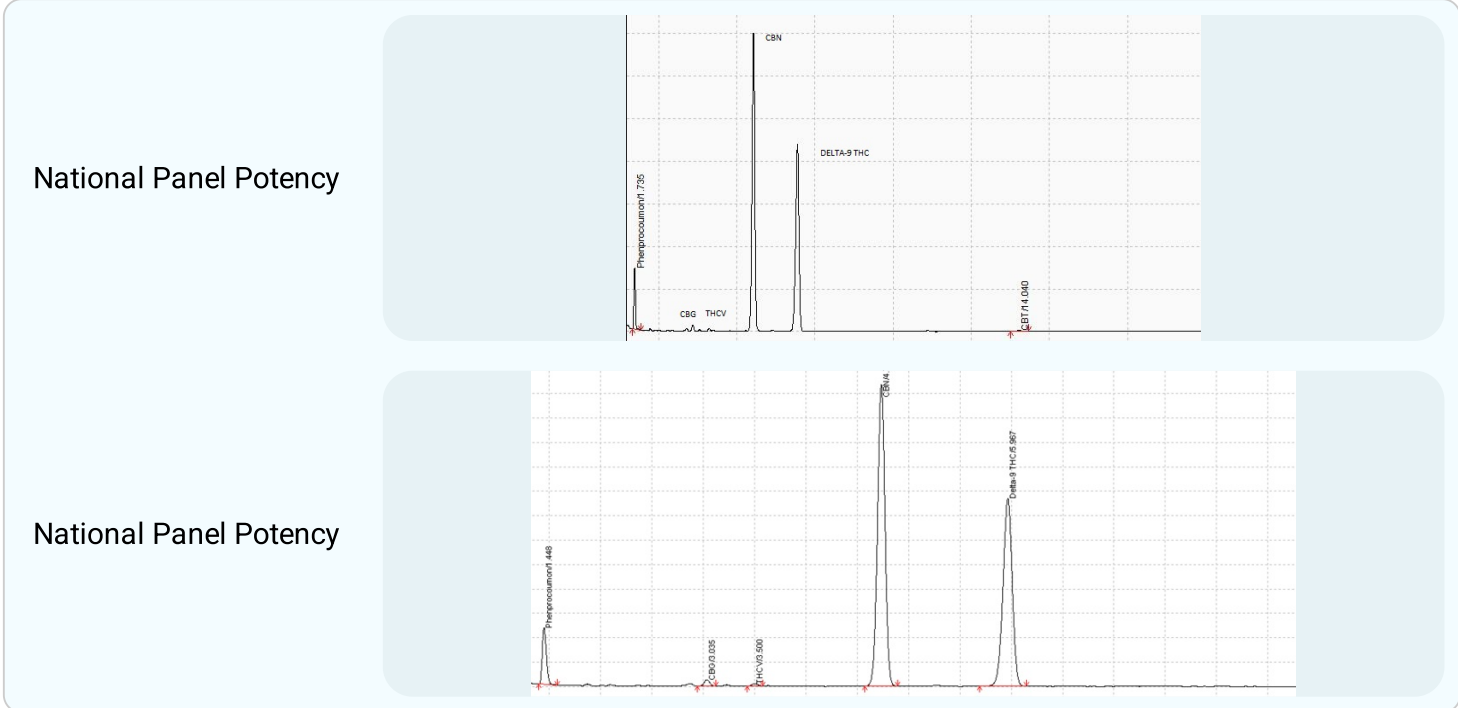 National Panel Potency
CBN
DELTA-9 THC
Phenprocoumon/1.735
CBG
THCV
CBT/14.040
National Panel Potency
CBN/4.
Delta-9 THC/5.967
Phenprocoumon/1.448
CBG/3.035
THCV/3.500